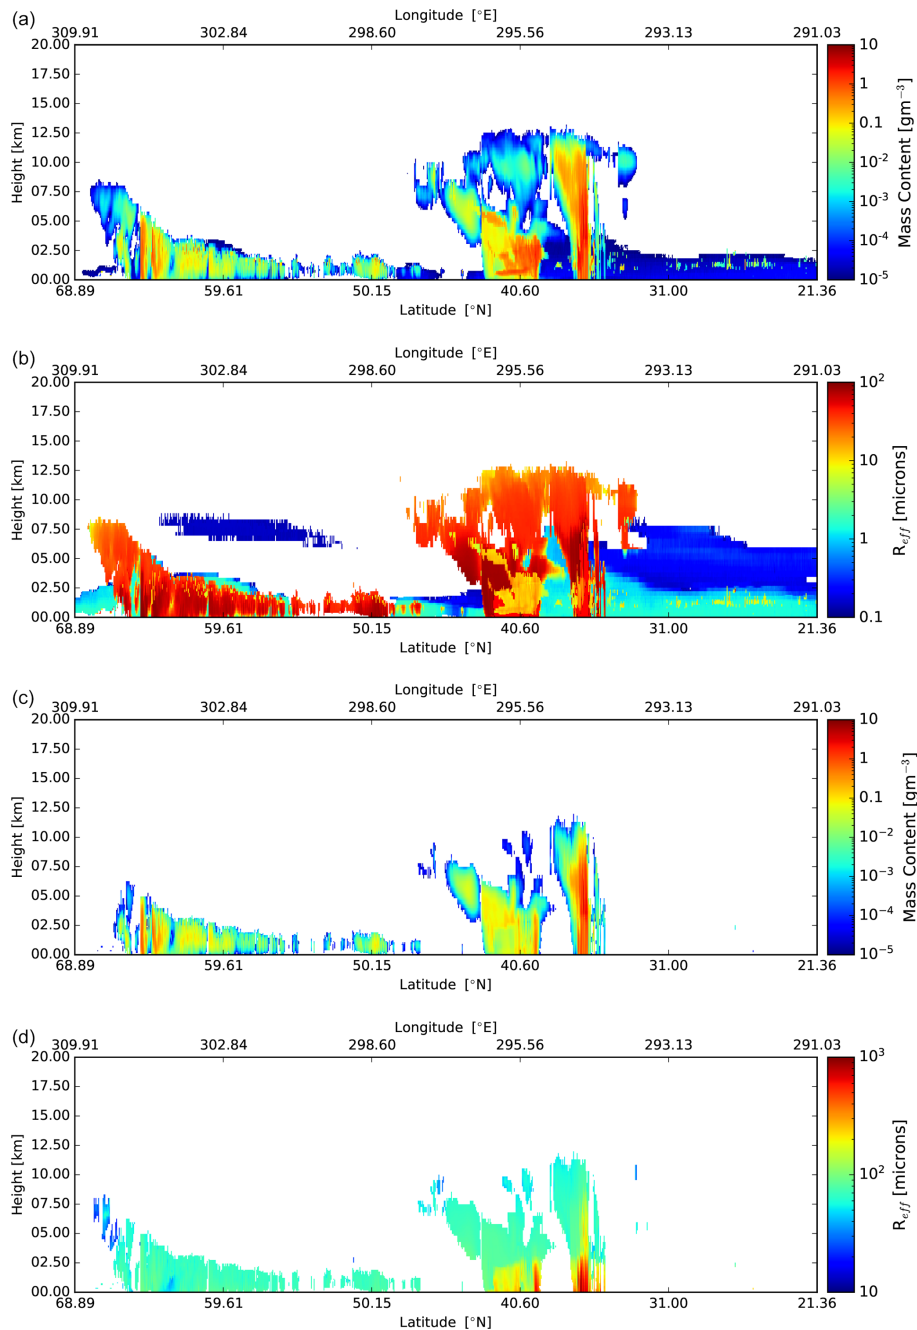 (a)
Longitude [°E]
309.91 302.84 298.60 295.56 293.13 291.03
20.00
17.50
15.00
12.50
10.00
07.50
05.00
02.50
00.00
Height [km]
68.89 59.61 50.15 40.60 31.00 21.36
Latitude [°N]
10
1
0.1
10⁻²
10⁻³
10⁻⁴
10⁻⁵
Mass Content [gm⁻³]
(b)
Longitude [°E]
309.91 302.84 298.60 295.56 293.13 291.03
20.00
17.50
15.00
12.50
10.00
07.50
05.00
02.50
00.00
Height [km]
68.89 59.61 50.15 40.60 31.00 21.36
Latitude [°N]
10²
10
1
0.1
R_eff [microns]
(c)
Longitude [°E]
309.91 302.84 298.60 295.56 293.13 291.03
20.00
17.50
15.00
12.50
10.00
07.50
05.00
02.50
00.00
Height [km]
68.89 59.61 50.15 40.60 31.00 21.36
Latitude [°N]
10
1
0.1
10⁻²
10⁻³
10⁻⁴
10⁻⁵
Mass Content [gm⁻³]
(d)
Longitude [°E]
309.91 302.84 298.60 295.56 293.13 291.03
20.00
17.50
15.00
12.50
10.00
07.50
05.00
02.50
00.00
Height [km]
68.89 59.61 50.15 40.60 31.00 21.36
Latitude [°N]
10³
10²
10
R_eff [microns]